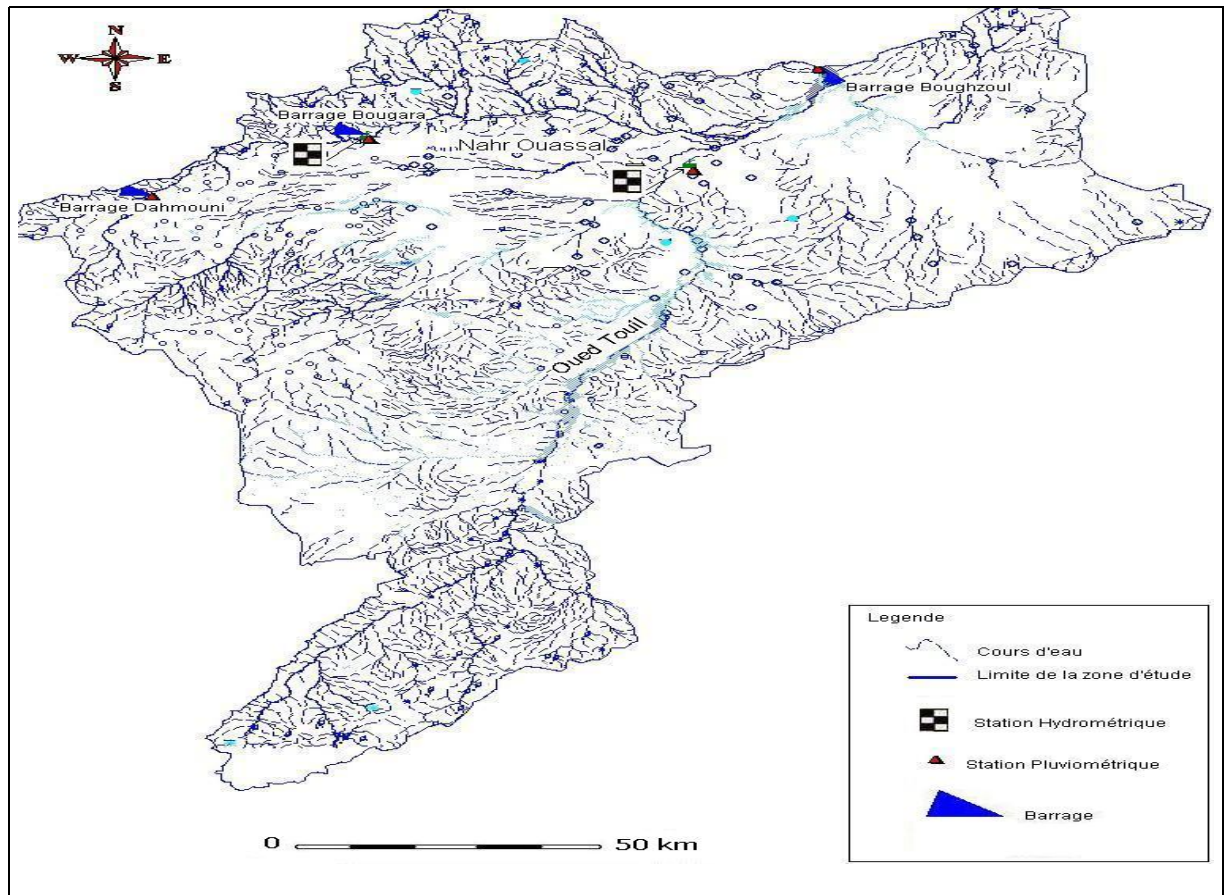 N
W E
S
Barrage Boughzoul
Barrage Bougara
Nahr Ouassal
Barrage Dahmouni
Oued Touill
Legende
Cours d'eau
Limite de la zone d'étude
Station Hydrométrique
Station Pluviométrique
Barrage
0 50 km